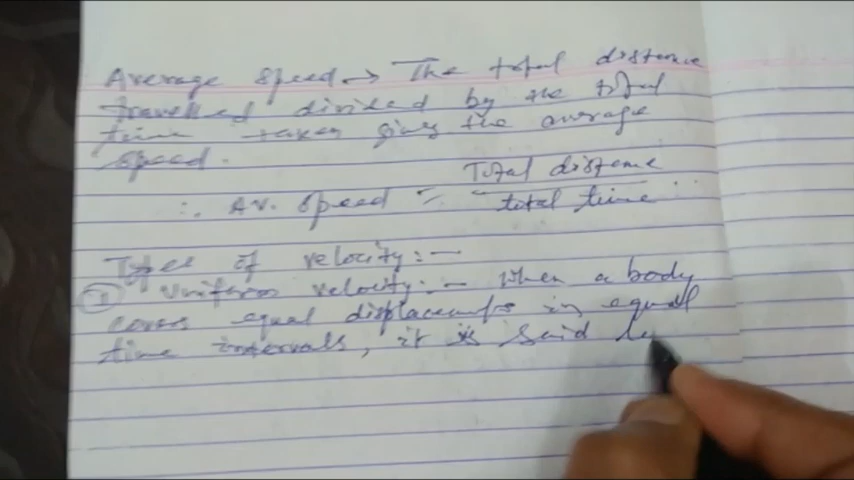 Average speed → The total distance
travelled divided by the total
time taken gives the average
speed.
Total distance
∴ Av. speed = total time
Types of velocity:-
① Uniform velocity:- When a body
covers equal displacements in equal
time intervals, it is said